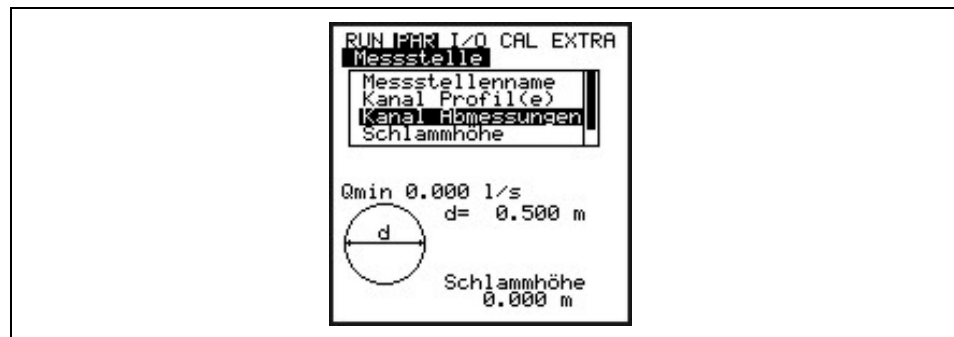 RUN PAR I/O CAL EXTRA
Messstelle
Messstellenname
Kanal Profil(e)
Kanal Abmessungen
Schlammhöhe
Qmin 0.000 l/s
d= 0.500 m
d
Schlammhöhe
0.000 m